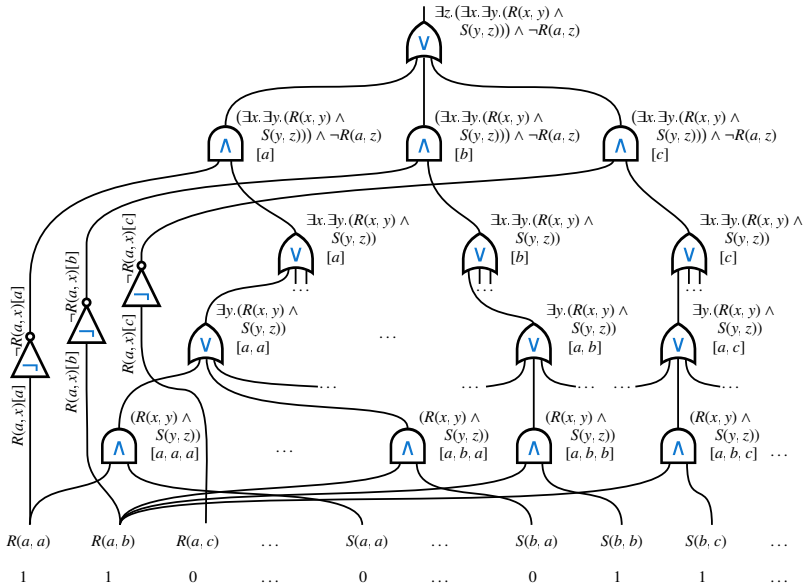 ∃z.(∃x.∃y.(R(x, y) ∧
S(y, z))) ∧ ¬R(a, z)
∨
(∃x.∃y.(R(x, y) ∧
S(y, z))) ∧ ¬R(a, z)
[a]
∧
(∃x.∃y.(R(x, y) ∧
S(y, z))) ∧ ¬R(a, z)
[b]
∧
(∃x.∃y.(R(x, y) ∧
S(y, z))) ∧ ¬R(a, z)
[c]
∧
∃x.∃y.(R(x, y) ∧
S(y, z))
[a]
∨
...
∃x.∃y.(R(x, y) ∧
S(y, z))
[b]
∨
...
∃x.∃y.(R(x, y) ∧
S(y, z))
[c]
∨
...
¬R(a, x)[a]
¬
R(a, x)[a]
¬R(a, x)[b]
¬
R(a, x)[b]
¬R(a, x)[c]
¬
R(a, x)[c]
∃y.(R(x, y) ∧
S(y, z))
[a, a]
∨
...
...
∃y.(R(x, y) ∧
S(y, z))
[a, b]
∨
...
...
∃y.(R(x, y) ∧
S(y, z))
[a, c]
∨
...
...
(R(x, y) ∧
S(y, z))
[a, a, a]
∧
...
(R(x, y) ∧
S(y, z))
[a, b, a]
∧
(R(x, y) ∧
S(y, z))
[a, b, b]
∧
(R(x, y) ∧
S(y, z))
[a, b, c]
∧
...
R(a, a) R(a, b) R(a, c) ... S(a, a) ... S(b, a) S(b, b) S(b, c) ...
1 1 0 ... 0 ... 0 1 1 ...